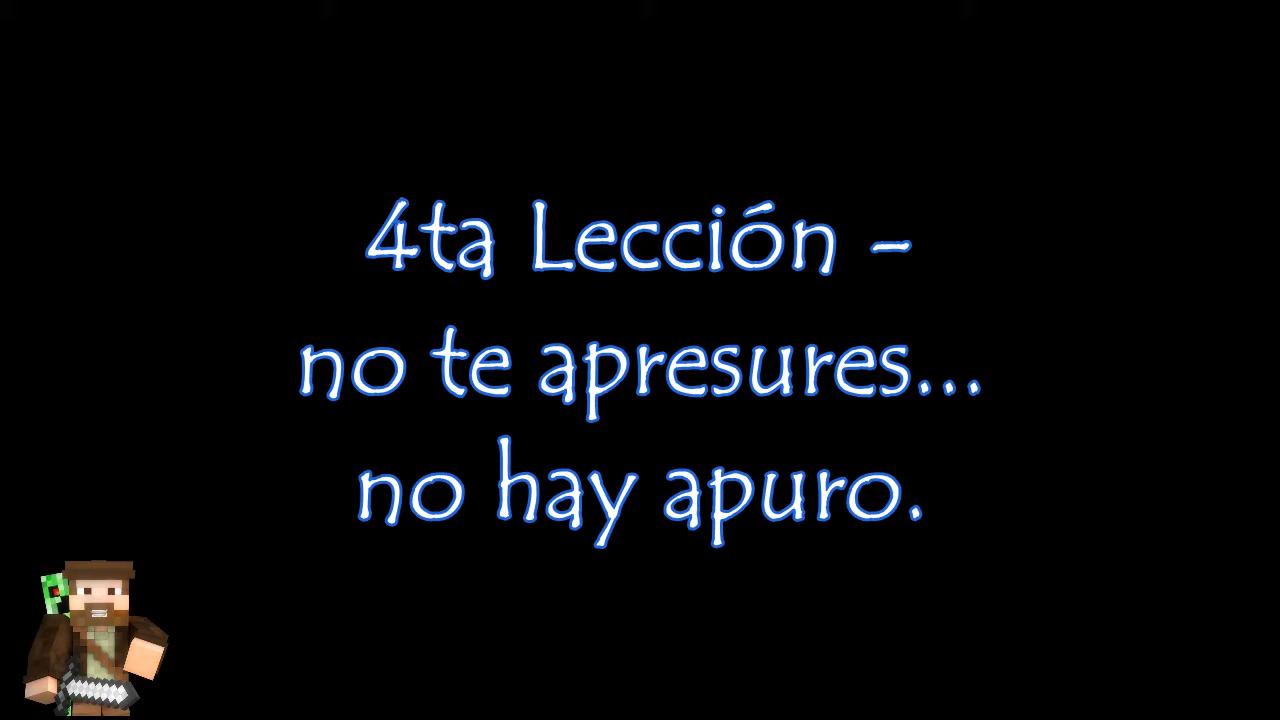 4ta Lección -
no te apresures...
no hay apuro.